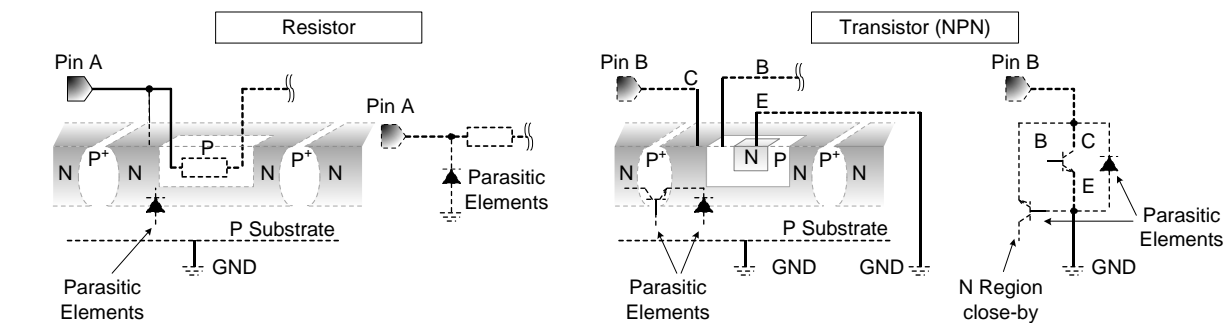 Resistor
Transistor (NPN)
Pin A
Pin A
N
P+
N
P
N
P+
N
Parasitic
Elements
P Substrate
GND
Parasitic
Elements
Pin B
C
B
E
N
P+
N
N
P
N
P+
N
P Substrate
GND
GND
Parasitic
Elements
Pin B
B
C
E
Parasitic
Elements
GND
N Region
close-by